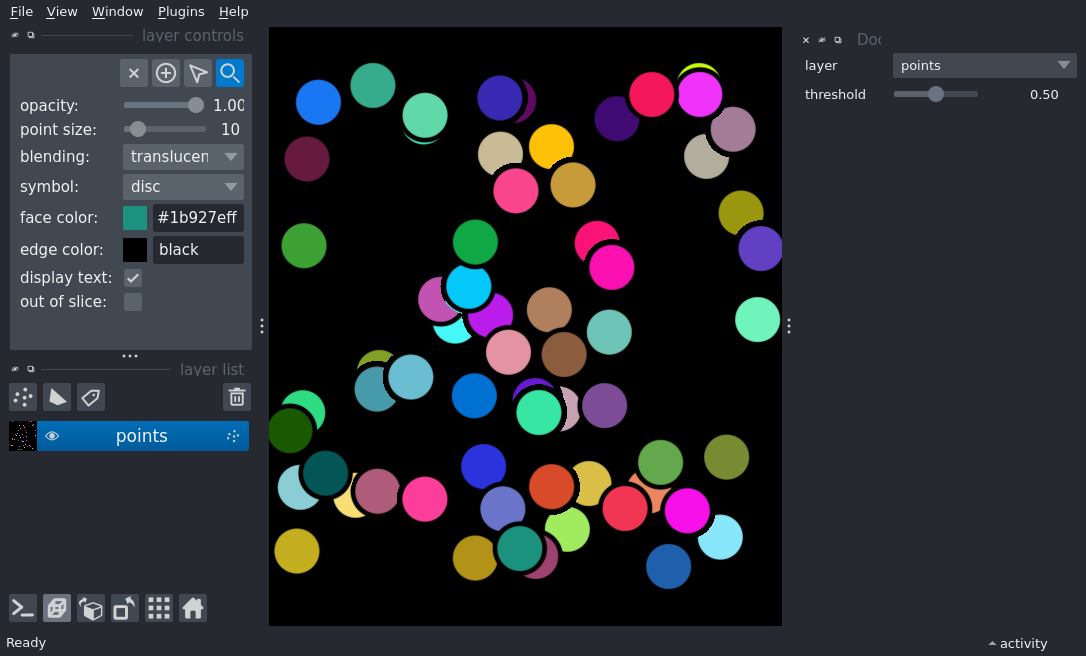 File View Window Plugins Help
layer controls
opacity: 1.00
point size: 10
blending: translucen
symbol: disc
face color: #1b927eff
edge color: black
display text:
out of slice:
layer list
points
Ready
Doc
layer points
threshold 0.50
activity